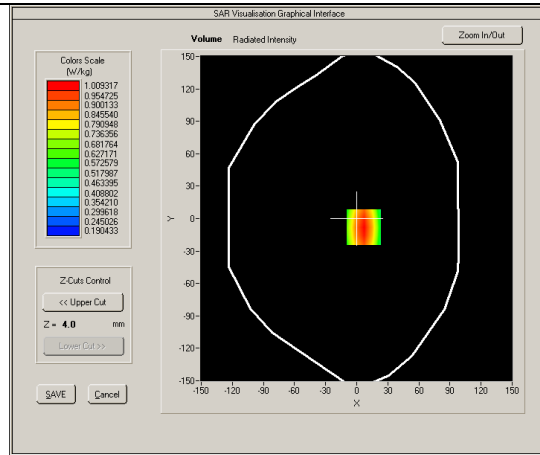 SAR Visualisation Graphical Interface
Volume Radiated Intensity
Zoom In/Out
Colors Scale
(W/kg)
1.009317
0.954725
0.900133
0.845540
0.790948
0.736356
0.681764
0.627171
0.572579
0.517987
0.463395
0.408802
0.354210
0.299618
0.245026
0.190433
Z-Cuts Control
<< Upper Cut
Z = 4.0 mm
Lower Cut >>
SAVE Cancel
150
120
90
60
30
0
-30
-60
-90
-120
-150
Y
-150 -120 -90 -60 -30 0 30 60 90 120 150
X